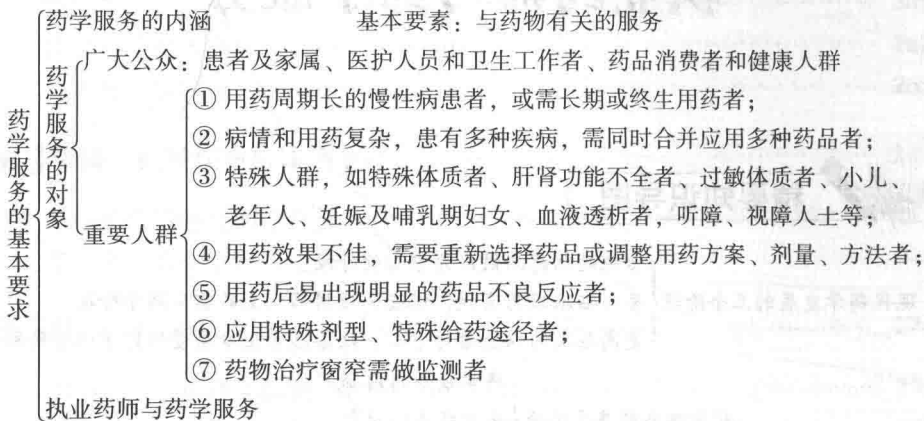 药学服务的基本要求
药学服务的内涵 基本要素：与药物有关的服务
药学服务的对象
广大公众：患者及家属、医护人员和卫生工作者、药品消费者和健康人群
重要人群
① 用药周期长的慢性病患者，或需长期或终生用药者；
② 病情和用药复杂，患有多种疾病，需同时合并应用多种药品者；
③ 特殊人群，如特殊体质者、肝肾功能不全者、过敏体质者、小儿、
老年人、妊娠及哺乳期妇女、血液透析者，听障、视障人士等；
④ 用药效果不佳，需要重新选择药品或调整用药方案、剂量、方法者；
⑤ 用药后易出现明显的药品不良反应者；
⑥ 应用特殊剂型、特殊给药途径者；
⑦ 药物治疗窗窄需做监测者
执业药师与药学服务